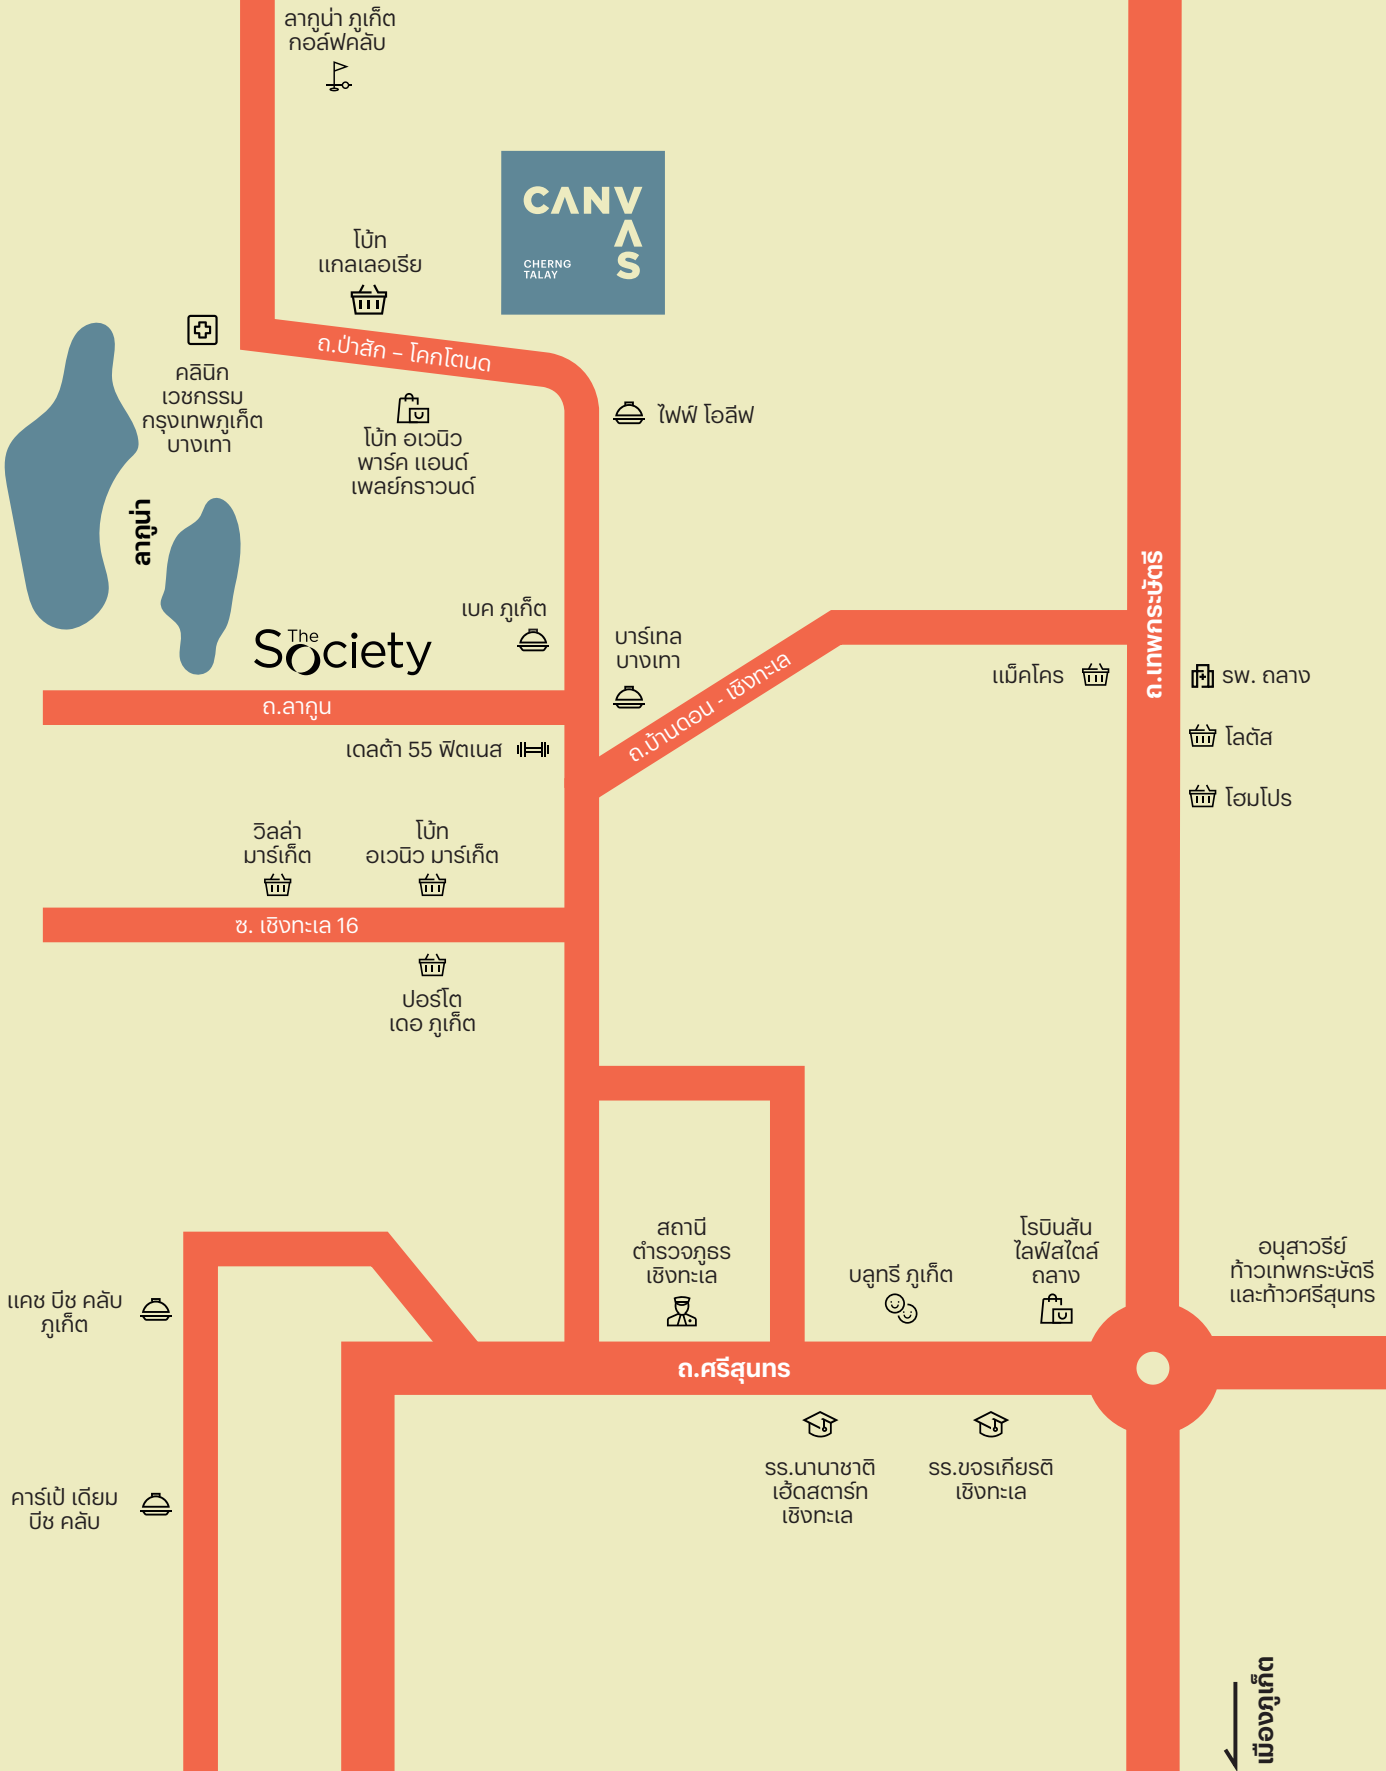 ลากูน่า ภูเก็ต
กอล์ฟคลับ
CANV
A
S
CHERNG
TALAY
โบ้ท
แกลเลอเรีย
ถ.ป่าสัก – โคกโตนด
คลินิก
เวชกรรม
กรุงเทพภูเก็ต
บางเทา
โบ้ท อเวนิว
พาร์ค แอนด์
เพลย์กราวนด์
ไฟฟ์ โอลีฟ
ลากูน่า
The
Society
เบค ภูเก็ต
บาร์เทล
บางเทา
ถ.ลากูน
ถ.บ้านดอน - เชิงทะเล
เดลต้า 55 ฟิตเนส
แม็คโคร
ถ.เทพกระษัตรี
รพ. ถลาง
โลตัส
โฮมโปร
วิลล่า
มาร์เก็ต
โบ้ท
อเวนิว มาร์เก็ต
ซ. เชิงทะเล 16
ปอร์โต
เดอ ภูเก็ต
สถานี
ตำรวจภูธร
เชิงทะเล
บลูทรี ภูเก็ต
โรบินสัน
ไลฟ์สไตล์
ถลาง
อนุสาวรีย์
ท้าวเทพกระษัตรี
และท้าวศรีสุนทร
แคช บีช คลับ
ภูเก็ต
ถ.ศรีสุนทร
คาร์เป้ เดียม
บีช คลับ
รร.นานาชาติ
เฮ้ดสตาร์ท
เชิงทะเล
รร.ขจรเกียรติ
เชิงทะเล
เมืองภูเก็ต